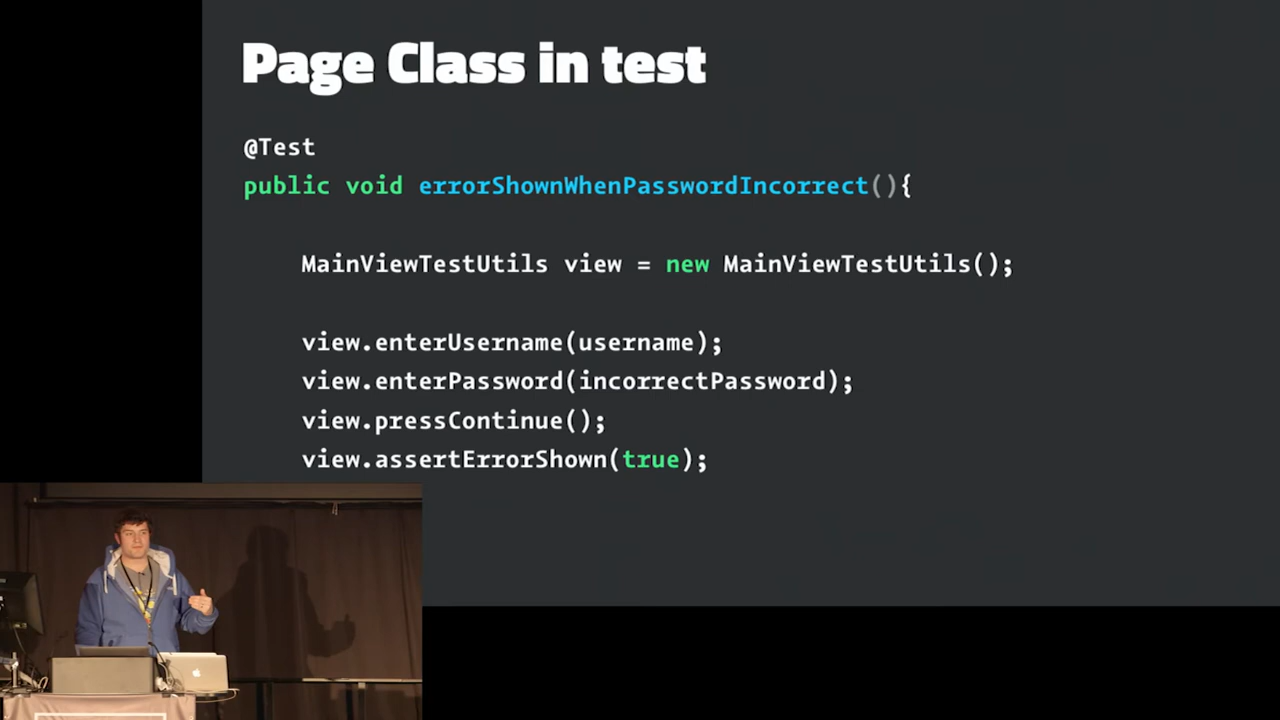 Page Class in test
@Test
public void errorShownWhenPasswordIncorrect(){
MainViewTestUtils view = new MainViewTestUtils();
view.enterUsername(username);
view.enterPassword(incorrectPassword);
view.pressContinue();
view.assertErrorShown(true);